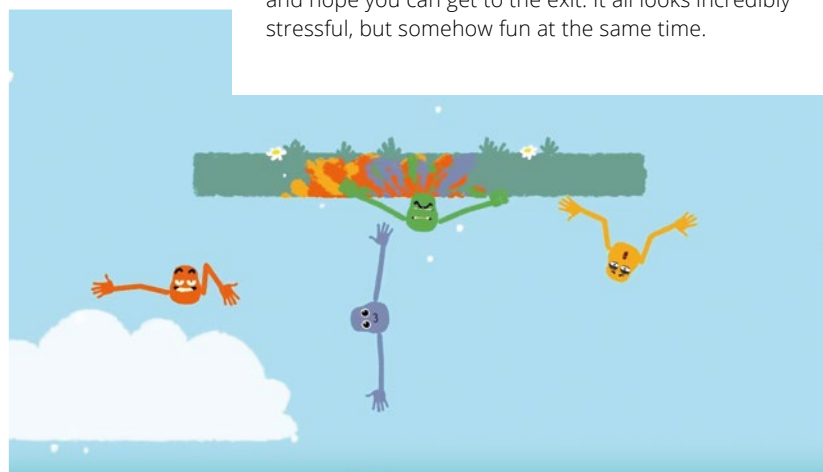 and hope you can get to the exit. It all looks incredibly
stressful, but somehow fun at the same time.